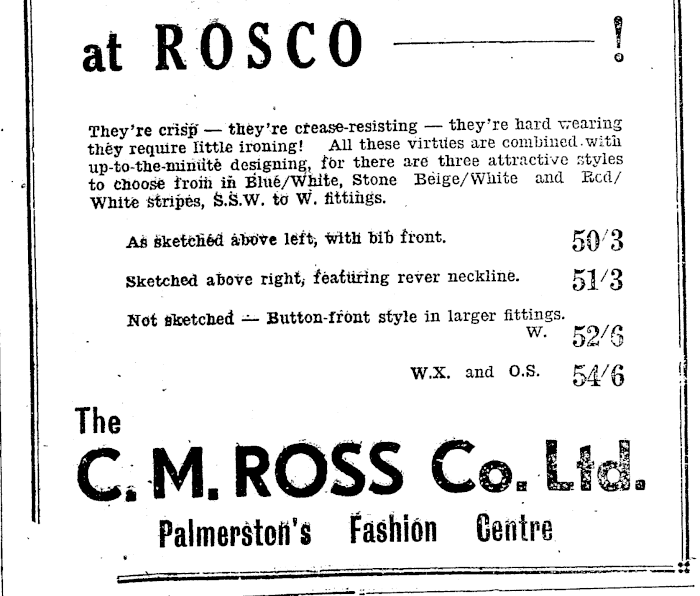 at ROSCO — !
They're crisp — they're crease-resisting — they're hard wearing
they require little ironing! All these virtues are combined with
up-to-the-minute designing, for there are three attractive styles
to choose from in Blue/White, Stone Beige/White and Red/
White stripes, S.S.W. to W. fittings.
As sketched above left, with bib front. 50/3
Sketched above right, featuring rever neckline. 51/3
Not sketched — Button-front style in larger fittings.
W. 52/6
W.X. and O.S. 54/6
The
C. M. ROSS Co. Ltd.
Palmerston's Fashion Centre